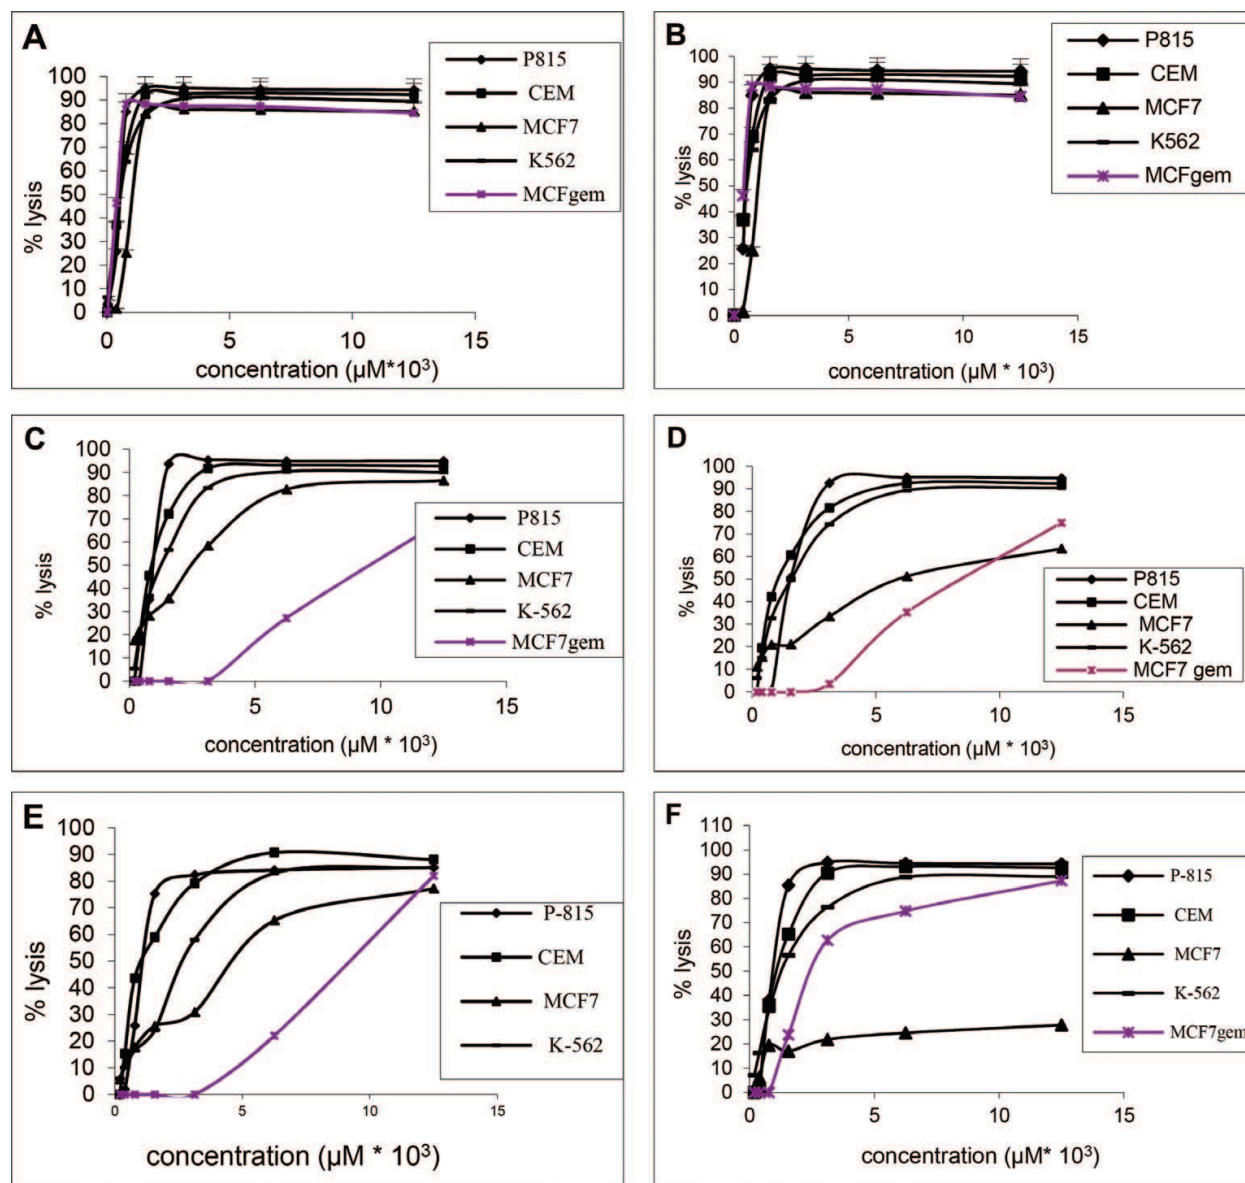 A
100
90
80
70
60
50
40
30
20
10
0
% lysis
0
5
10
15
concentration (µM*10³)
P815
CEM
MCF7
K562
MCFgem
B
100
90
80
70
60
50
40
30
20
10
0
% lysis
0
5
10
15
concentration (µM * 10³)
P815
CEM
MCF7
K562
MCFgem
C
100
90
80
70
60
50
40
30
20
10
0
% lysis
0
5
10
15
concentration (µM * 10³)
P815
CEM
MCF7
K-562
MCF7gem
D
100
90
80
70
60
50
40
30
20
10
0
% lysis
0
5
10
15
concentration (µM * 10³)
P815
CEM
MCF7
K-562
MCF7 gem
E
100
90
80
70
60
50
40
30
20
10
0
% lysis
0
5
10
15
concentration (µM * 10³)
P-815
CEM
MCF7
K-562
F
110
100
90
80
70
60
50
40
30
20
10
0
% lysis
0
5
10
15
concentration (µM* 10³)
P-815
CEM
MCF7
K-562
MCF7gem